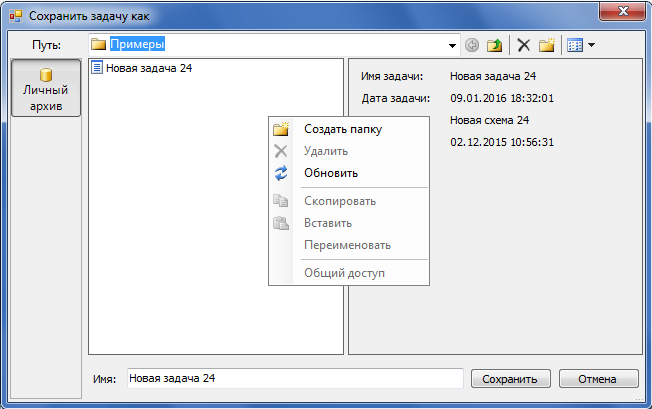 Сохранить задачу как
Путь:
Примеры
Личный
архив
Новая задача 24
Имя задачи: Новая задача 24
Дата задачи: 09.01.2016 18:32:01
Новая схема 24
02.12.2015 10:56:31
Создать папку
Удалить
Обновить
Скопировать
Вставить
Переименовать
Общий доступ
Имя: Новая задача 24
Сохранить
Отмена